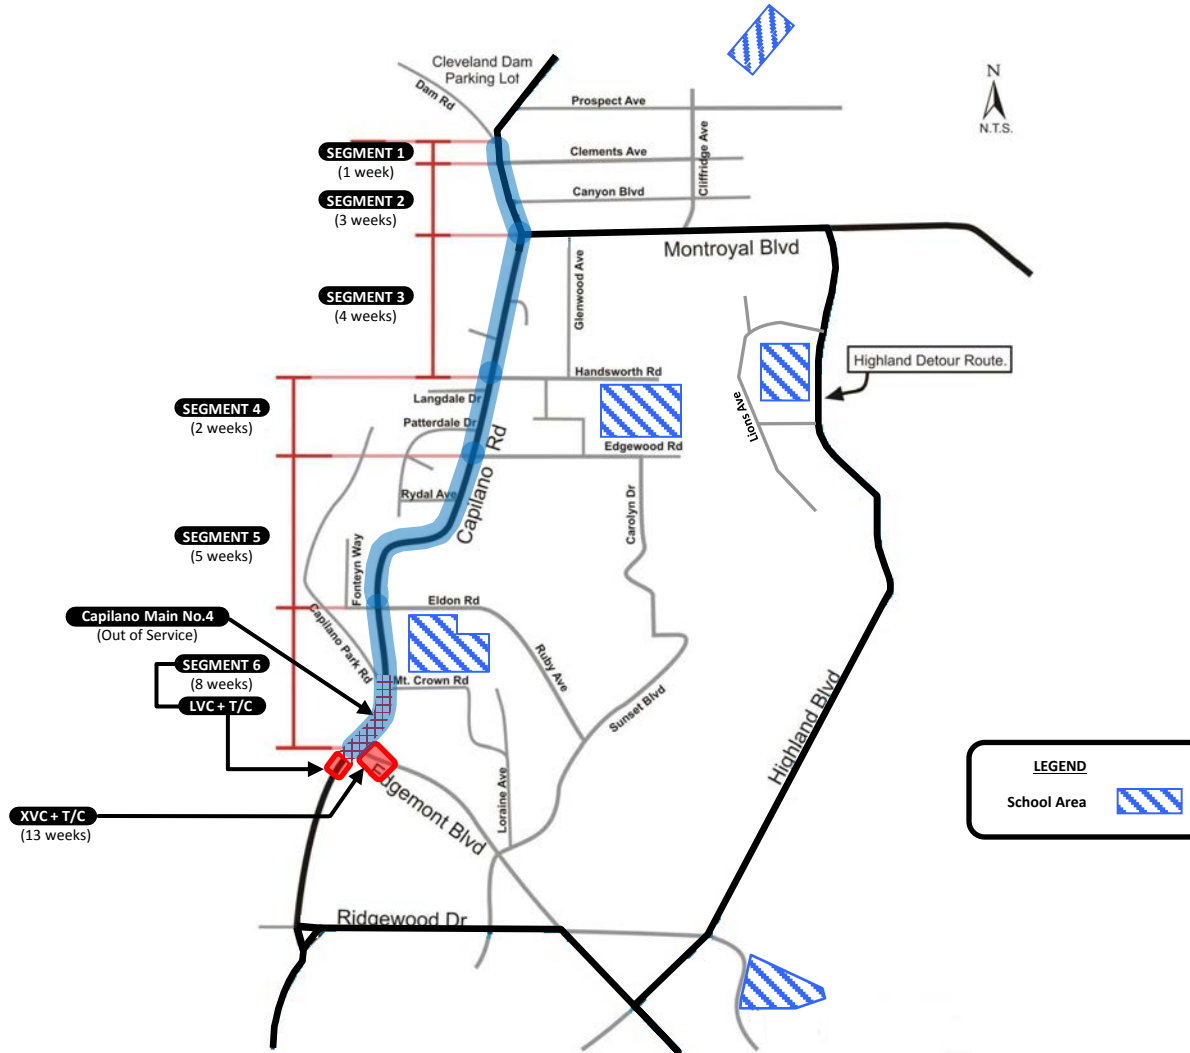 Cleveland Dam
Parking Lot
Dam Rd
Prospect Ave
N
N.T.S.
SEGMENT 1
(1 week)
Clements Ave
Cliffridge Ave
SEGMENT 2
(3 weeks)
Canyon Blvd
Montroyal Blvd
Glenwood Ave
SEGMENT 3
(4 weeks)
Highland Detour Route.
Handsworth Rd
Langdale Dr
SEGMENT 4
(2 weeks)
Patterdale Dr
Lions Ave
Edgewood Rd
Capilano Rd
Rydal Ave
Carolyn Dr
SEGMENT 5
(5 weeks)
Fonteyn Way
Eldon Rd
Capilano Main No.4
(Out of Service)
Capilano Park Rd
Ruby Ave
SEGMENT 6
(8 weeks)
Mt. Crown Rd
LVC + T/C
Sunset Blvd
Highland Blvd
Edgemont Blvd
Loraine Ave
XVC + T/C
(13 weeks)
LEGEND
School Area
Ridgewood Dr